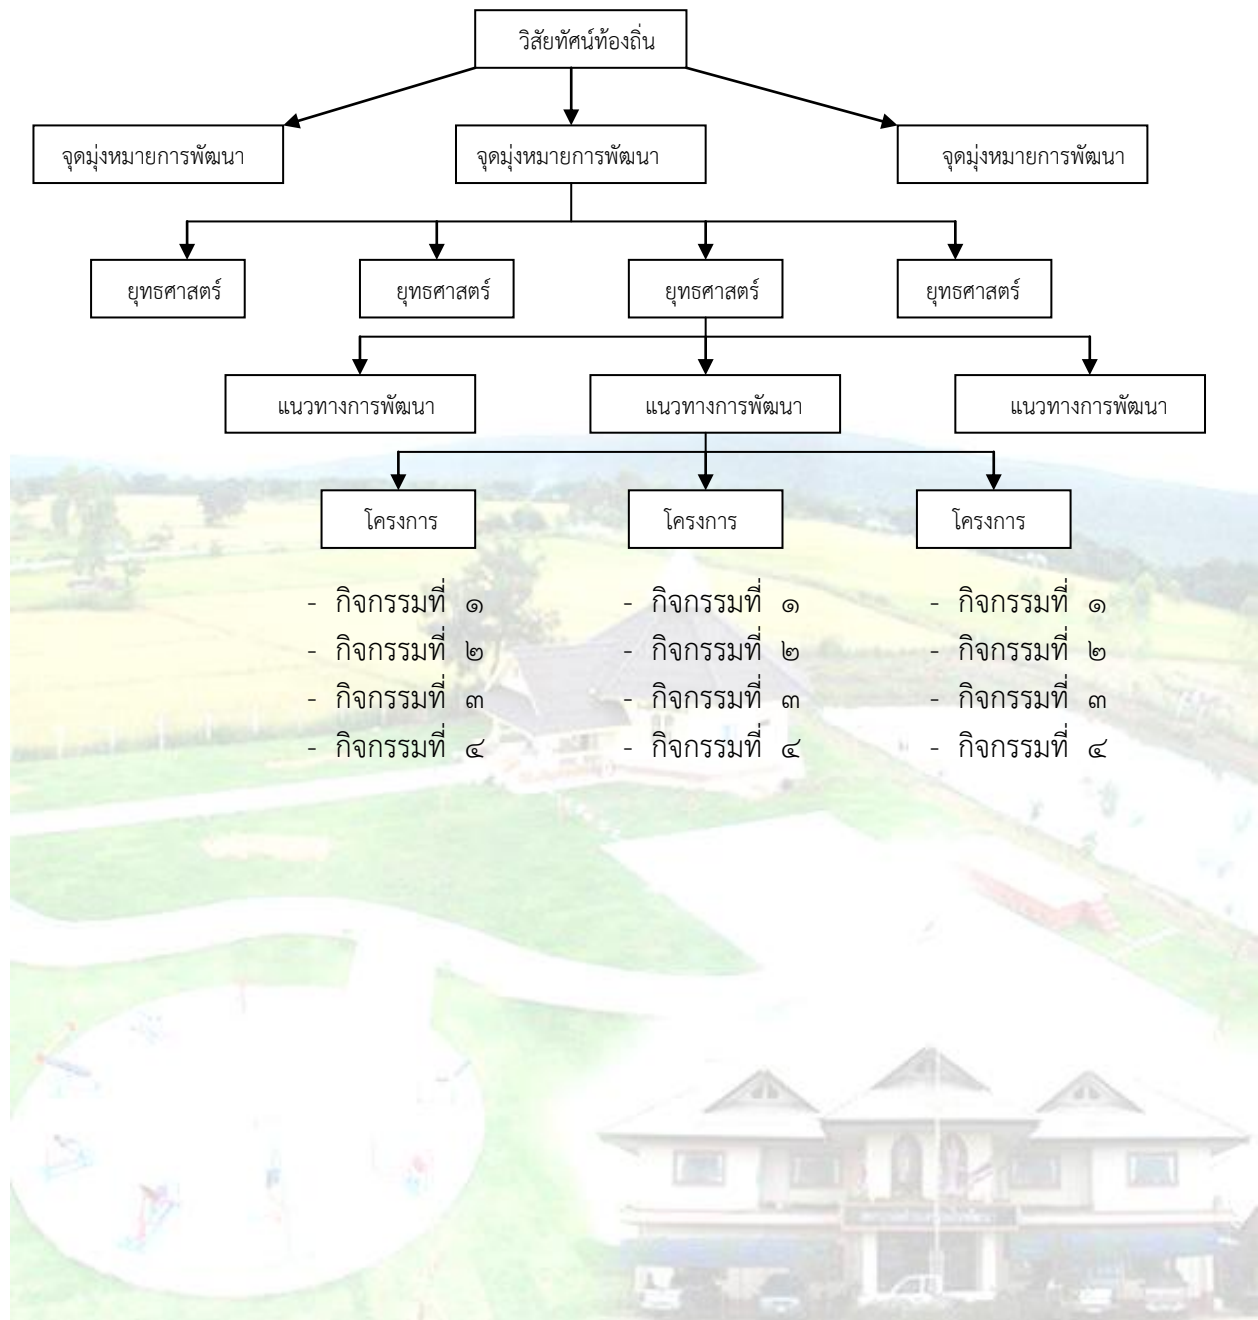 วิสัยทัศน์ท้องถิ่น
จุดมุ่งหมายการพัฒนา จุดมุ่งหมายการพัฒนา จุดมุ่งหมายการพัฒนา
ยุทธศาสตร์ ยุทธศาสตร์ ยุทธศาสตร์ ยุทธศาสตร์
แนวทางการพัฒนา แนวทางการพัฒนา แนวทางการพัฒนา
โครงการ โครงการ โครงการ
- กิจกรรมที่ ๑ - กิจกรรมที่ ๑ - กิจกรรมที่ ๑
- กิจกรรมที่ ๒ - กิจกรรมที่ ๒ - กิจกรรมที่ ๒
- กิจกรรมที่ ๓ - กิจกรรมที่ ๓ - กิจกรรมที่ ๓
- กิจกรรมที่ ๔ - กิจกรรมที่ ๔ - กิจกรรมที่ ๔